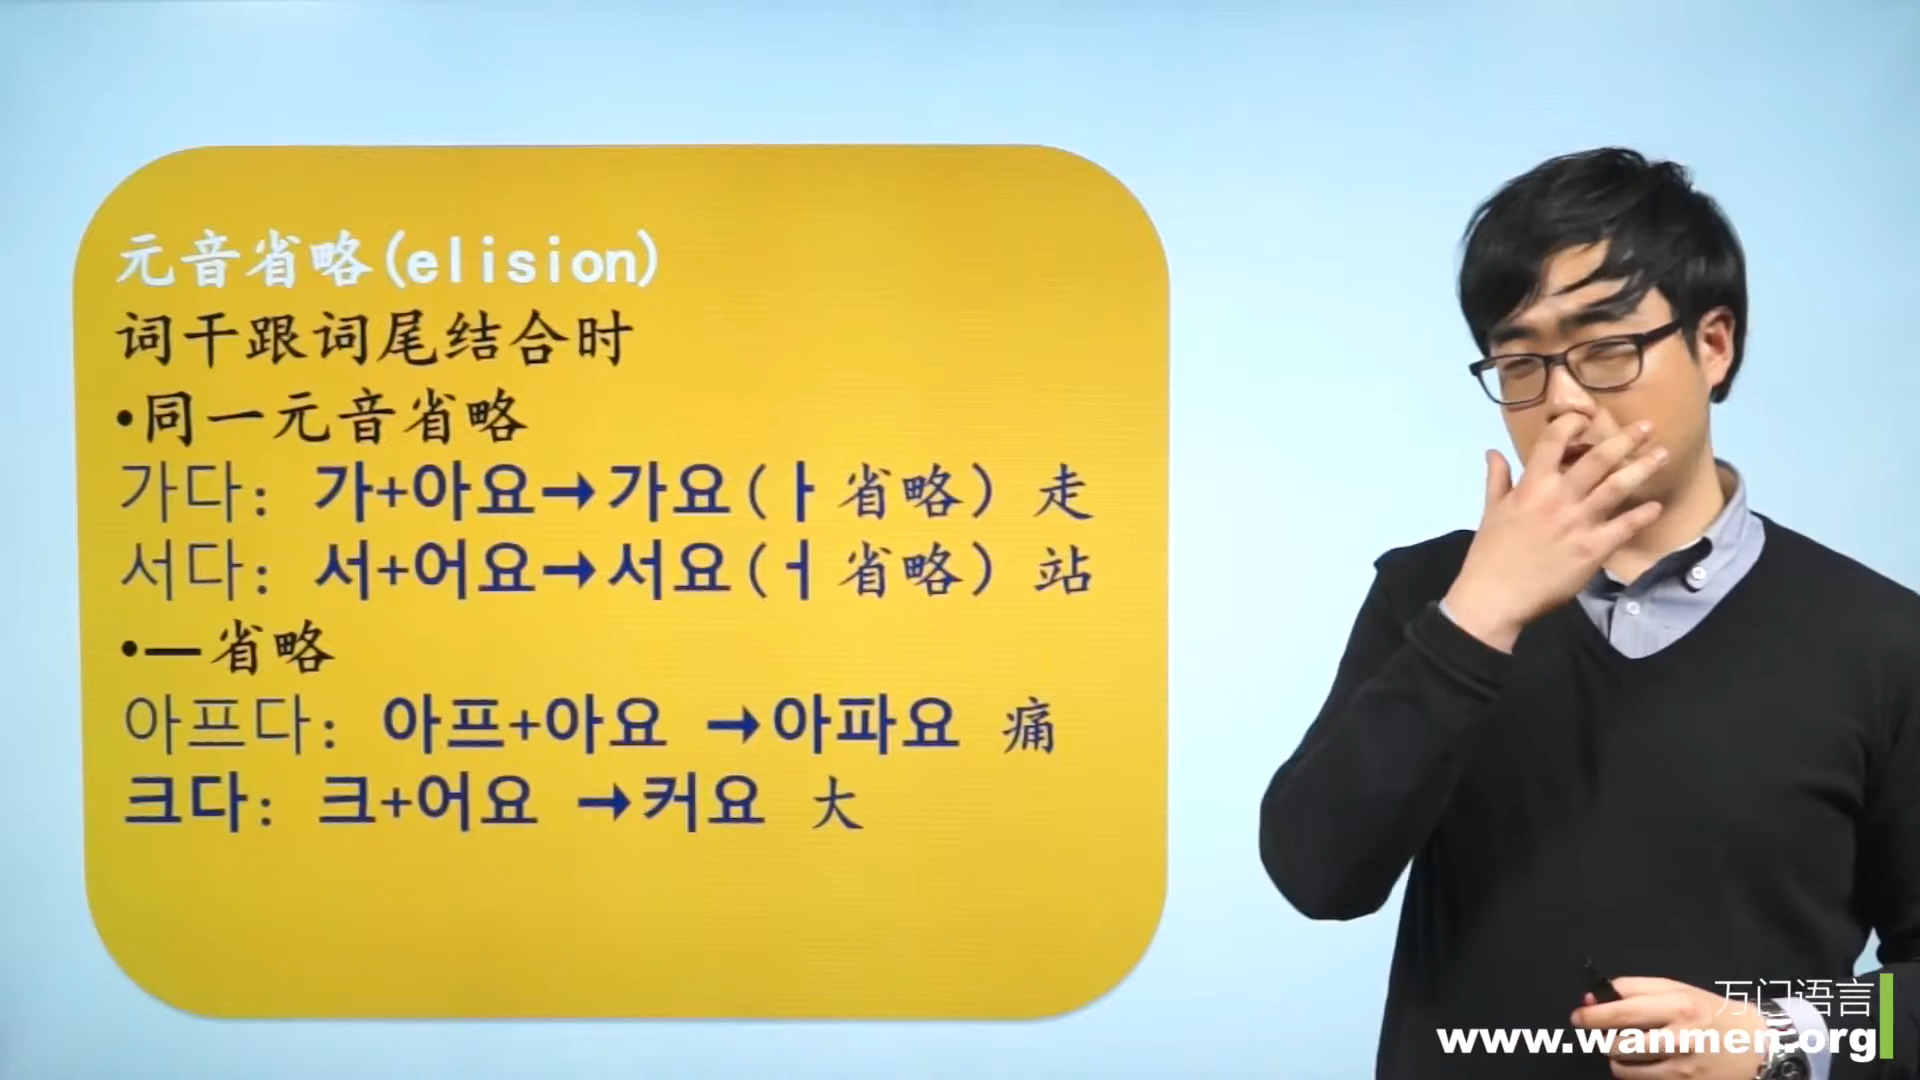 元音省略(elision)
词干跟词尾结合时
•同一元音省略
가다: 가+아요→가요(ㅏ省略) 走
서다: 서+어요→서요(ㅓ省略) 站
•ㅡ省略
아프다: 아프+아요 →아파요 痛
크다: 크+어요 →커요 大
万门语言
www.wanmen.org